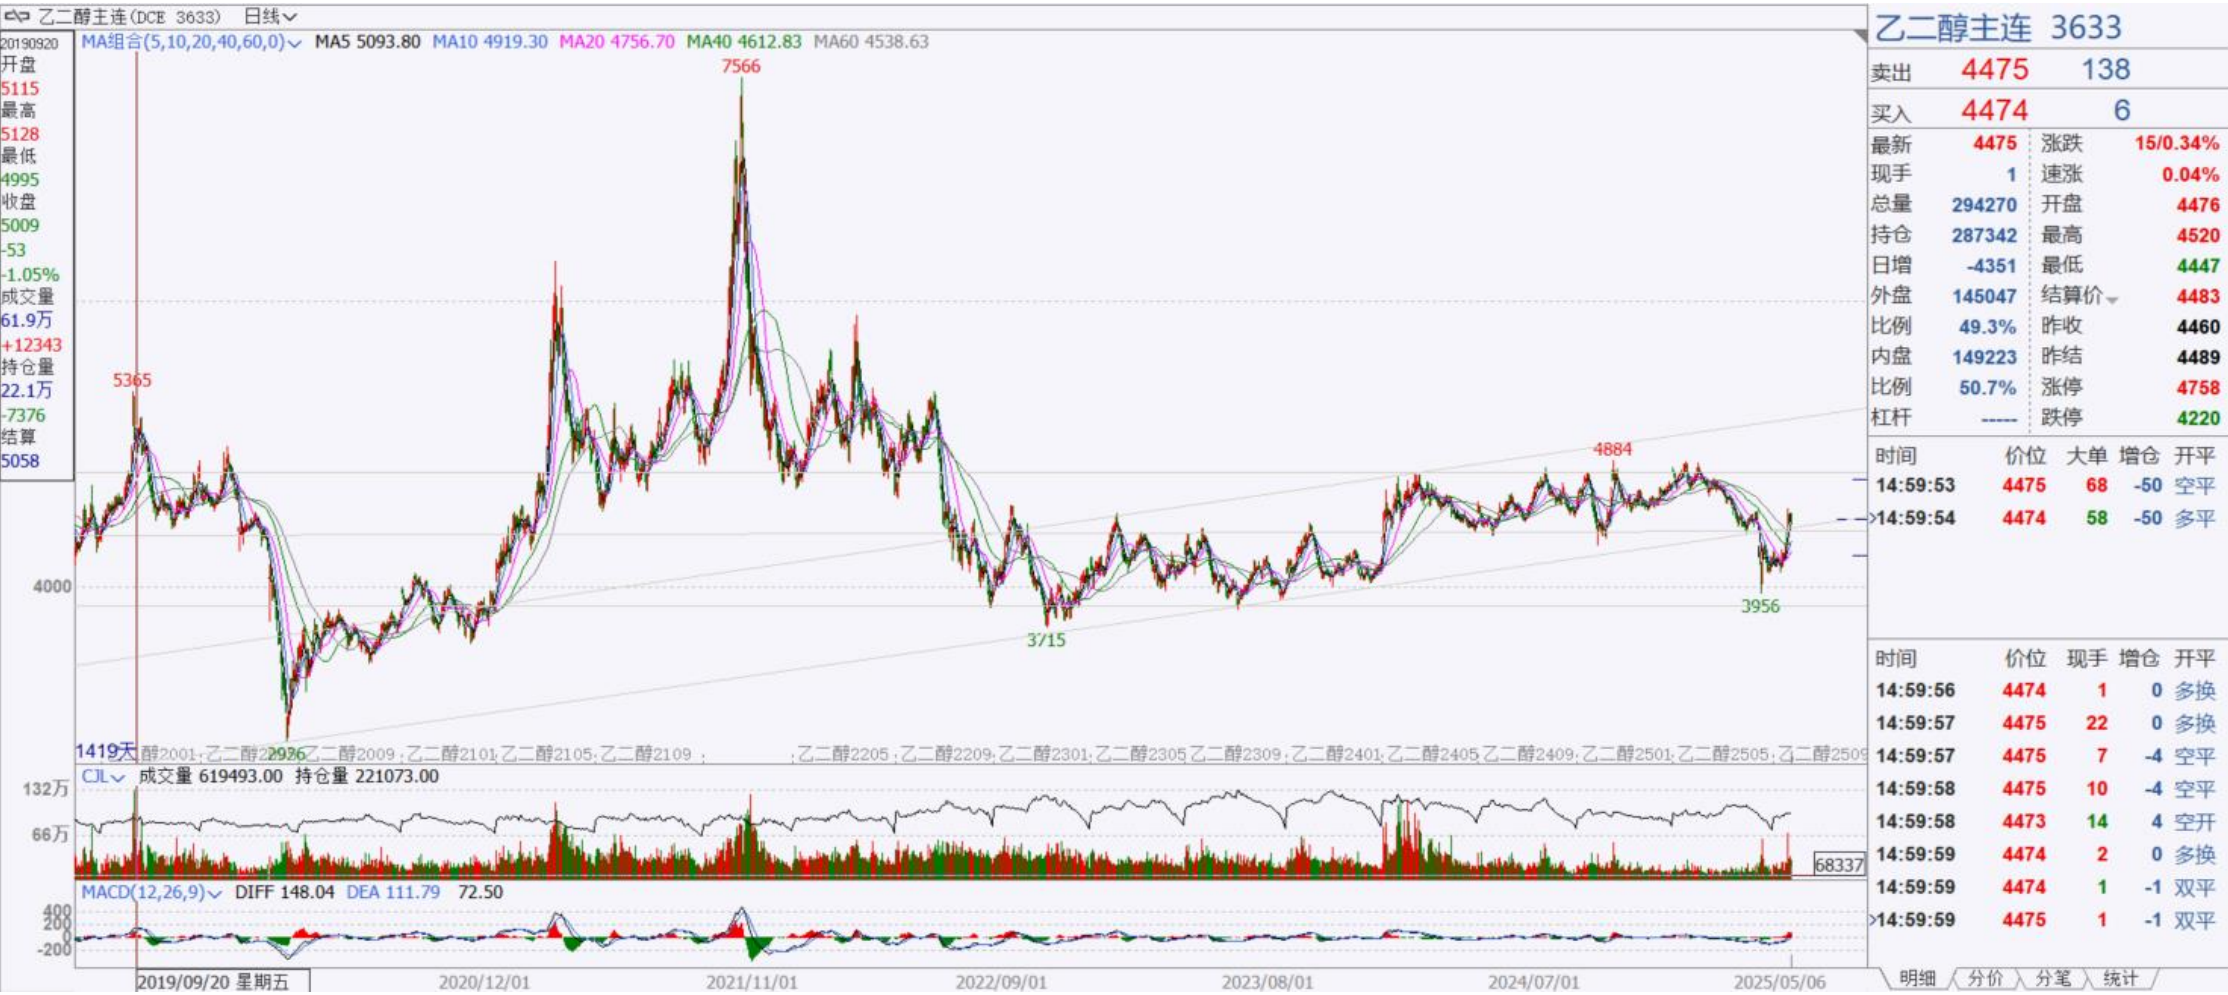 乙二醇主连(DCE 3633) 日线
MA组合(5,10,20,40,60,0) MA5 5093.80 MA10 4919.30 MA20 4756.70 MA40 4612.83 MA60 4538.63
20190920
开盘
5115
最高
5128
最低
4995
收盘
5009
-53
-1.05%
成交量
61.9万
+12343
持仓量
22.1万
-7376
结算
5058
7566
5365
4884
4000
3956
3715
2926
1419天
醇2001 乙二醇 乙二醇2009 乙二醇2101 乙二醇2105 乙二醇2109 乙二醇2205 乙二醇2209 乙二醇2301 乙二醇2305 乙二醇2309 乙二醇2401 乙二醇2405 乙二醇2409 乙二醇2501 乙二醇2505 乙二醇2509
CJL 成交量 619493.00 持仓量 221073.00
132万
66万
68337
MACD(12,26,9) DIFF 148.04 DEA 111.79 72.50
400
200
0
-200
2019/09/20 星期五 2020/12/01 2021/11/01 2022/09/01 2023/08/01 2024/07/01 2025/05/06
乙二醇主连 3633
卖出 4475 138
买入 4474 6
最新 4475 涨跌 15/0.34%
现手 1 速涨 0.04%
总量 294270 开盘 4476
持仓 287342 最高 4520
日增 -4351 最低 4447
外盘 145047 结算价 4483
比例 49.3% 昨收 4460
内盘 149223 昨结 4489
比例 50.7% 涨停 4758
杠杆 ----- 跌停 4220
时间 价位 大单 增仓 开平
14:59:53 4475 68 -50 空平
14:59:54 4474 58 -50 多平
时间 价位 现手 增仓 开平
14:59:56 4474 1 0 多换
14:59:57 4475 22 0 多换
14:59:57 4475 7 -4 空平
14:59:58 4475 10 -4 空平
14:59:58 4473 14 4 空开
14:59:59 4474 2 0 多换
14:59:59 4474 1 -1 双平
14:59:59 4475 1 -1 双平
明细 分价 分笔 统计